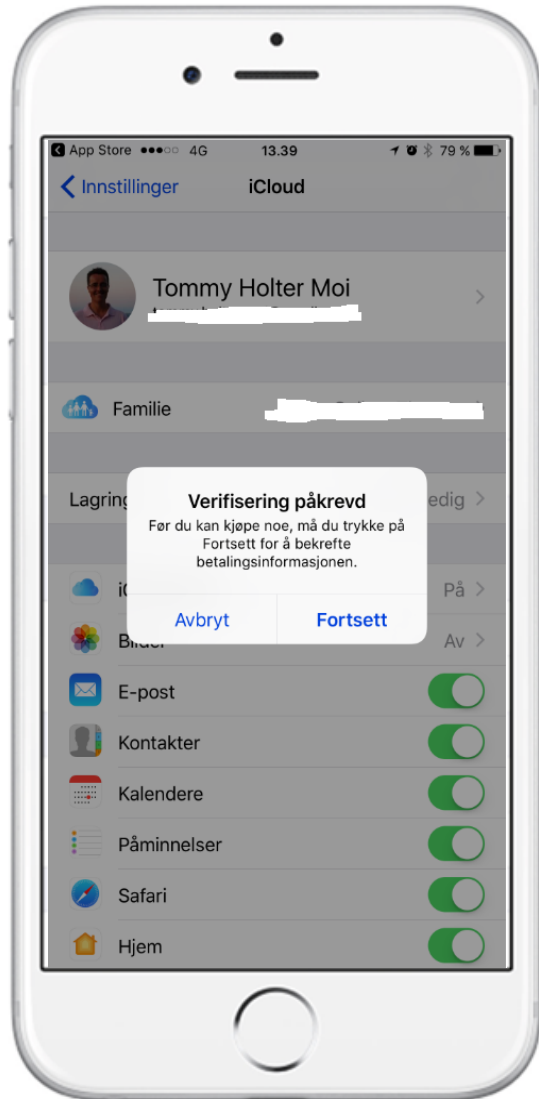 App Store 4G 13.39 79 %
Innstillinger iCloud
Tommy Holter Moi
Familie
Verifisering påkrevd
Før du kan kjøpe noe, må du trykke på
Fortsett for å bekrefte
betalingsinformasjonen.
Avbryt Fortsett
På
Bilder Av
E-post
Kontakter
Kalendere
Påminnelser
Safari
Hjem